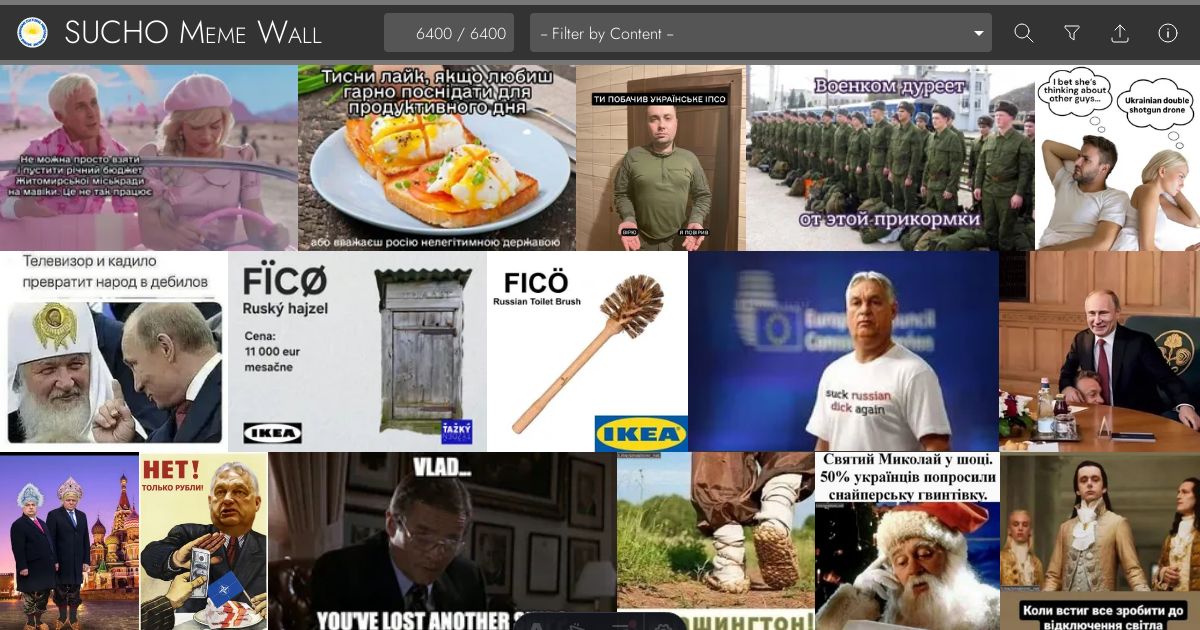 SUCHO Meme Wall
6400 / 6400
-- Filter by Content --
Не можна просто взяти
і пустити річний бюджет
Житомирської міськради
на мавіки. Це не так працює
Тисни лайк, якщо любиш
гарно поснідати для
продуктивного дня
або вважаєш росію нелегітимною державою
ТИ ПОБАЧИВ УКРАЇНСЬКЕ ІПСО
ВІРЮ
Я ПОВІРИВ
Военком дуреет
от этой прикормки
I bet she's
thinking about
other guys...
Ukrainian double
shotgun drone
Телевизор и кадило
превратит народ в дебилов
FÏCØ
Ruský hajzel
Cena:
11 000 eur
mesačne
IKEA
ŤAŽKÝ
FICÖ
Russian Toilet Brush
IKEA
European Council
suck russian
dick again
НЕТ!
ТОЛЬКО РУБЛИ!
VLAD...
YOU'VE LOST ANOTHER
ШИНГТОН!
Святий Миколай у шоці.
50% українців попросили
снайперську гвинтівку.
Коли встиг все зробити до
відключення світла